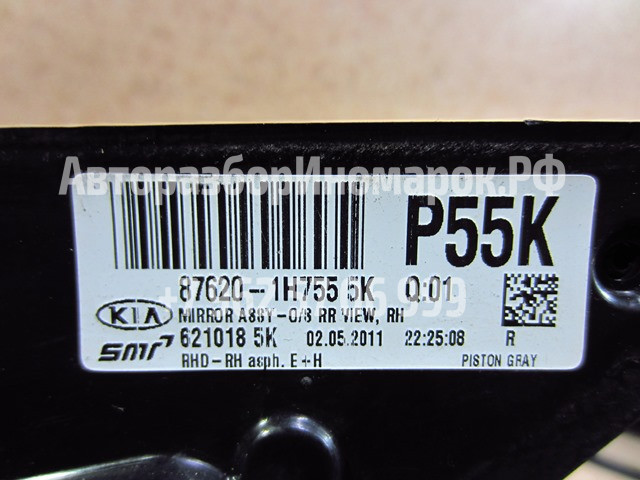 АвторазборИномарок.РФ
P55K
87620-1H755 5K Q:01
KIA MIRROR ASSY-O/S RR VIEW, RH
smr 621018 5K 02.05.2011 22:25:08 R
RHD-RH asph. E+H PISTON GRAY